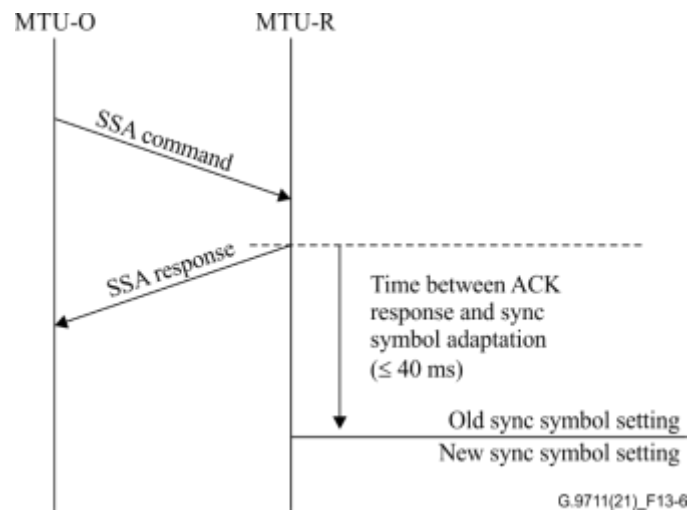 MTU-O
MTU-R
SSA command
SSA response
Time between ACK
response and sync
symbol adaptation
(≤ 40 ms)
Old sync symbol setting
New sync symbol setting
G.9711(21)_F13-6